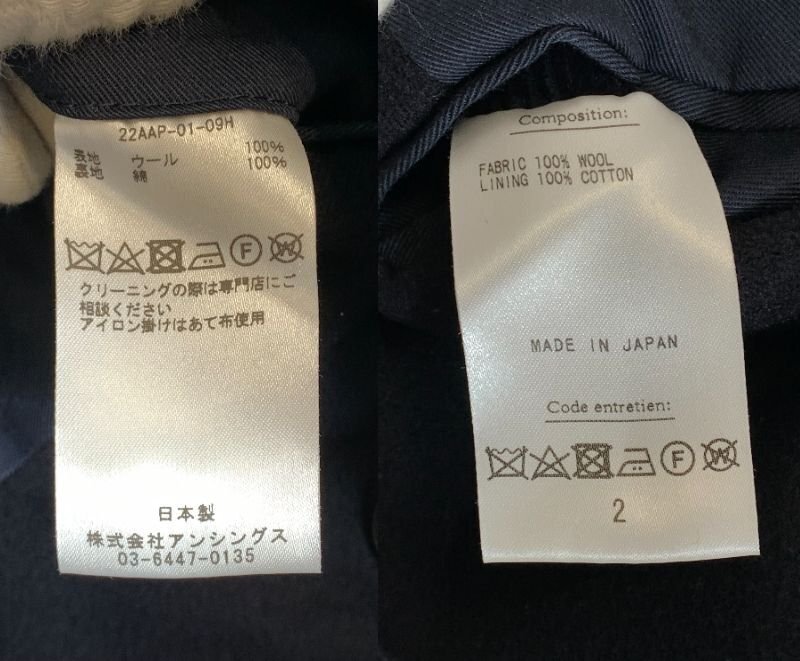 22AAP-01-09H
表地 ウール 100%
裏地 綿 100%
F W
クリーニングの際は専門店にご
相談ください
アイロン掛けはあて布使用
日本製
株式会社アンシングス
03-6447-0135
Composition:
FABRIC 100% WOOL
LINING 100% COTTON
MADE IN JAPAN
Code entretien:
F W
2